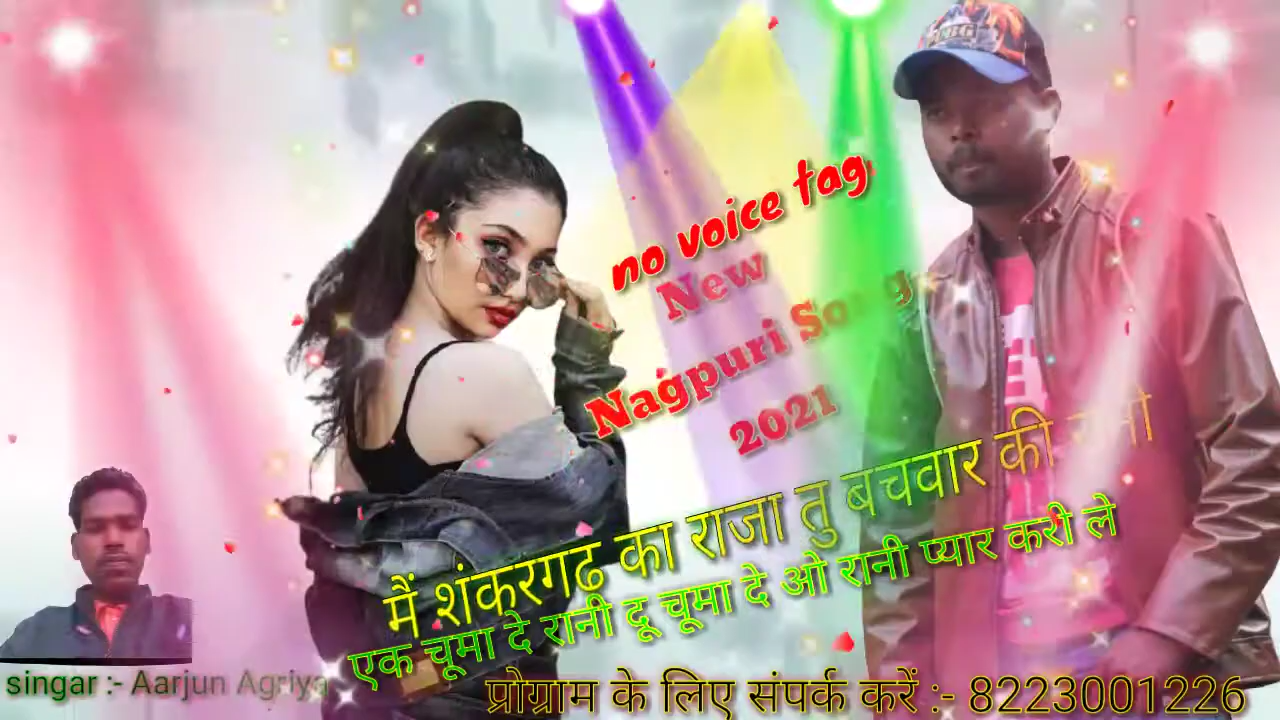 no voice tag
New
Nagpuri Song
2021
मैं शंकरगढ़ का राजा तु बचवार की
एक चूमा दे रानी दू चूमा दे ओ रानी प्यार करी ले
singar :- Aarjun Agriya
प्रोग्राम के लिए संपर्क करें :- 8223001226